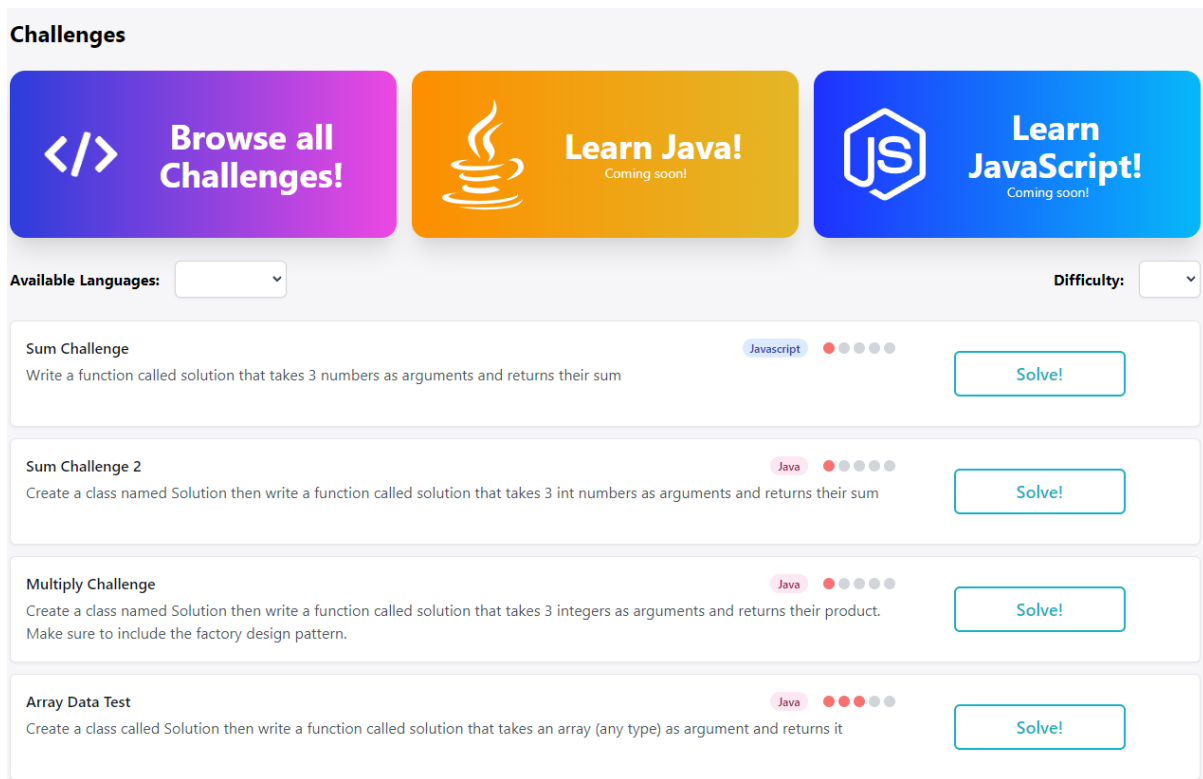 Challenges
</>
Browse all
Challenges!
Learn Java!
Coming soon!
JS
Learn
JavaScript!
Coming soon!
Available Languages:
Difficulty:
Sum Challenge
Javascript
Write a function called solution that takes 3 numbers as arguments and returns their sum
Solve!
Sum Challenge 2
Java
Create a class named Solution then write a function called solution that takes 3 int numbers as arguments and returns their sum
Solve!
Multiply Challenge
Java
Create a class named Solution then write a function called solution that takes 3 integers as arguments and returns their product.
Make sure to include the factory design pattern.
Solve!
Array Data Test
Java
Create a class called Solution then write a function called solution that takes an array (any type) as argument and returns it
Solve!